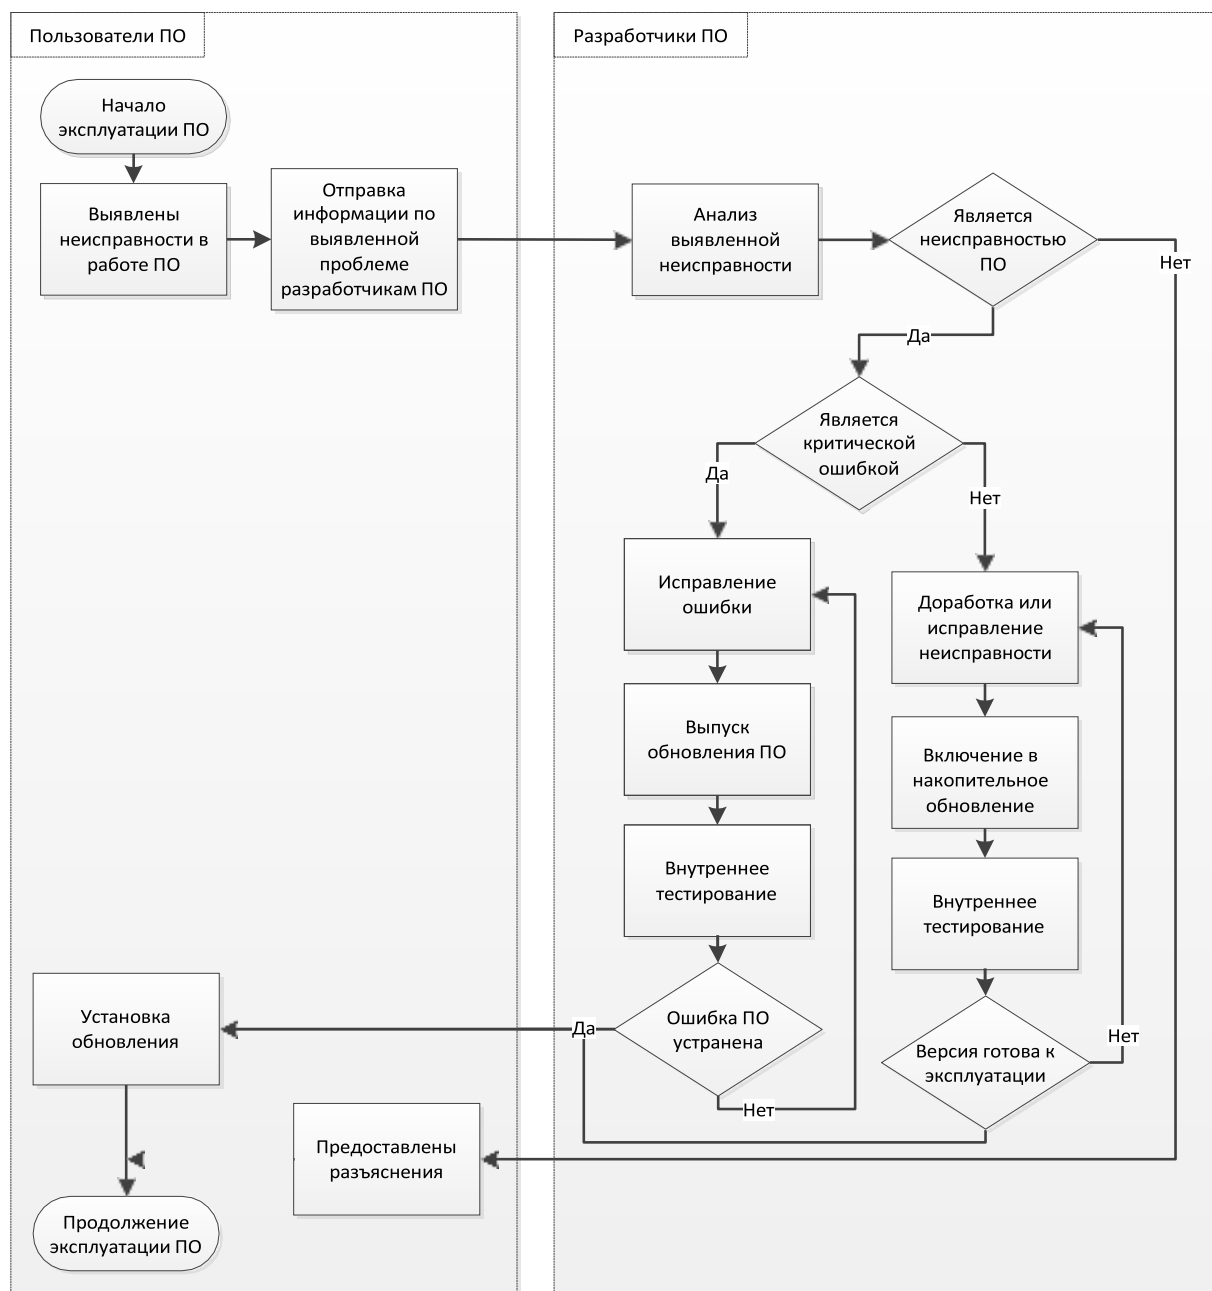 Пользователи ПО
Разработчики ПО
Начало
эксплуатации ПО
Выявлены
неисправности в
работе ПО
Отправка
информации по
выявленной
проблеме
разработчикам ПО
Анализ
выявленной
неисправности
Является
неисправностью
ПО
Нет
Да
Является
критической
ошибкой
Да
Нет
Исправление
ошибки
Доработка или
исправление
неисправности
Выпуск
обновления ПО
Включение в
накопительное
обновление
Внутреннее
тестирование
Внутреннее
тестирование
Установка
обновления
Да
Ошибка ПО
устранена
Версия готова к
эксплуатации
Нет
Нет
Предоставлены
разъяснения
Продолжение
эксплуатации ПО